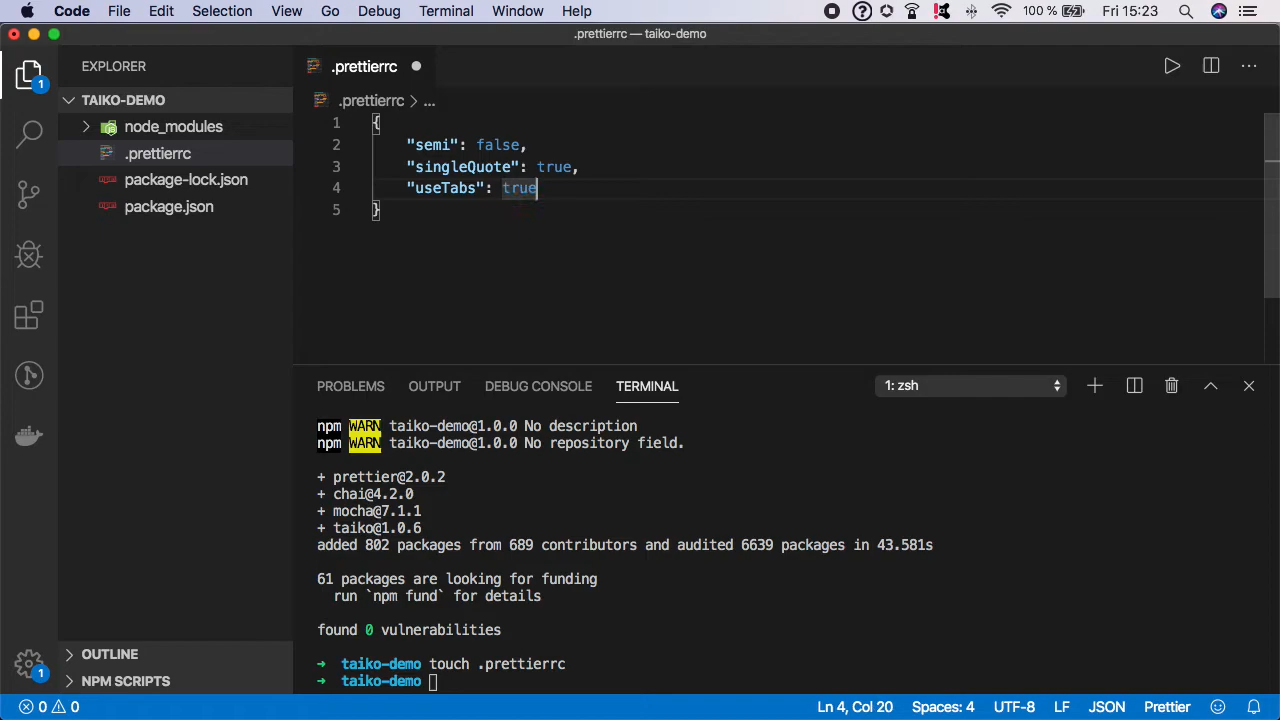 Code File Edit Selection View Go Debug Terminal Window Help 100 % Fri 15:23
.prettierrc — taiko-demo
EXPLORER
.prettierrc
1
TAIKO-DEMO
.prettierrc > ...
node_modules
.prettierrc
package-lock.json
package.json
1 {
2 "semi": false,
3 "singleQuote": true,
4 "useTabs": true
5 }
PROBLEMS OUTPUT DEBUG CONSOLE TERMINAL 1: zsh
npm WARN taiko-demo@1.0.0 No description
npm WARN taiko-demo@1.0.0 No repository field.
+ prettier@2.0.2
+ chai@4.2.0
+ mocha@7.1.1
+ taiko@1.0.6
added 802 packages from 689 contributors and audited 6639 packages in 43.581s
61 packages are looking for funding
run `npm fund` for details
found 0 vulnerabilities
→ taiko-demo touch .prettierrc
→ taiko-demo
OUTLINE
NPM SCRIPTS
1
0 0 Ln 4, Col 20 Spaces: 4 UTF-8 LF JSON Prettier